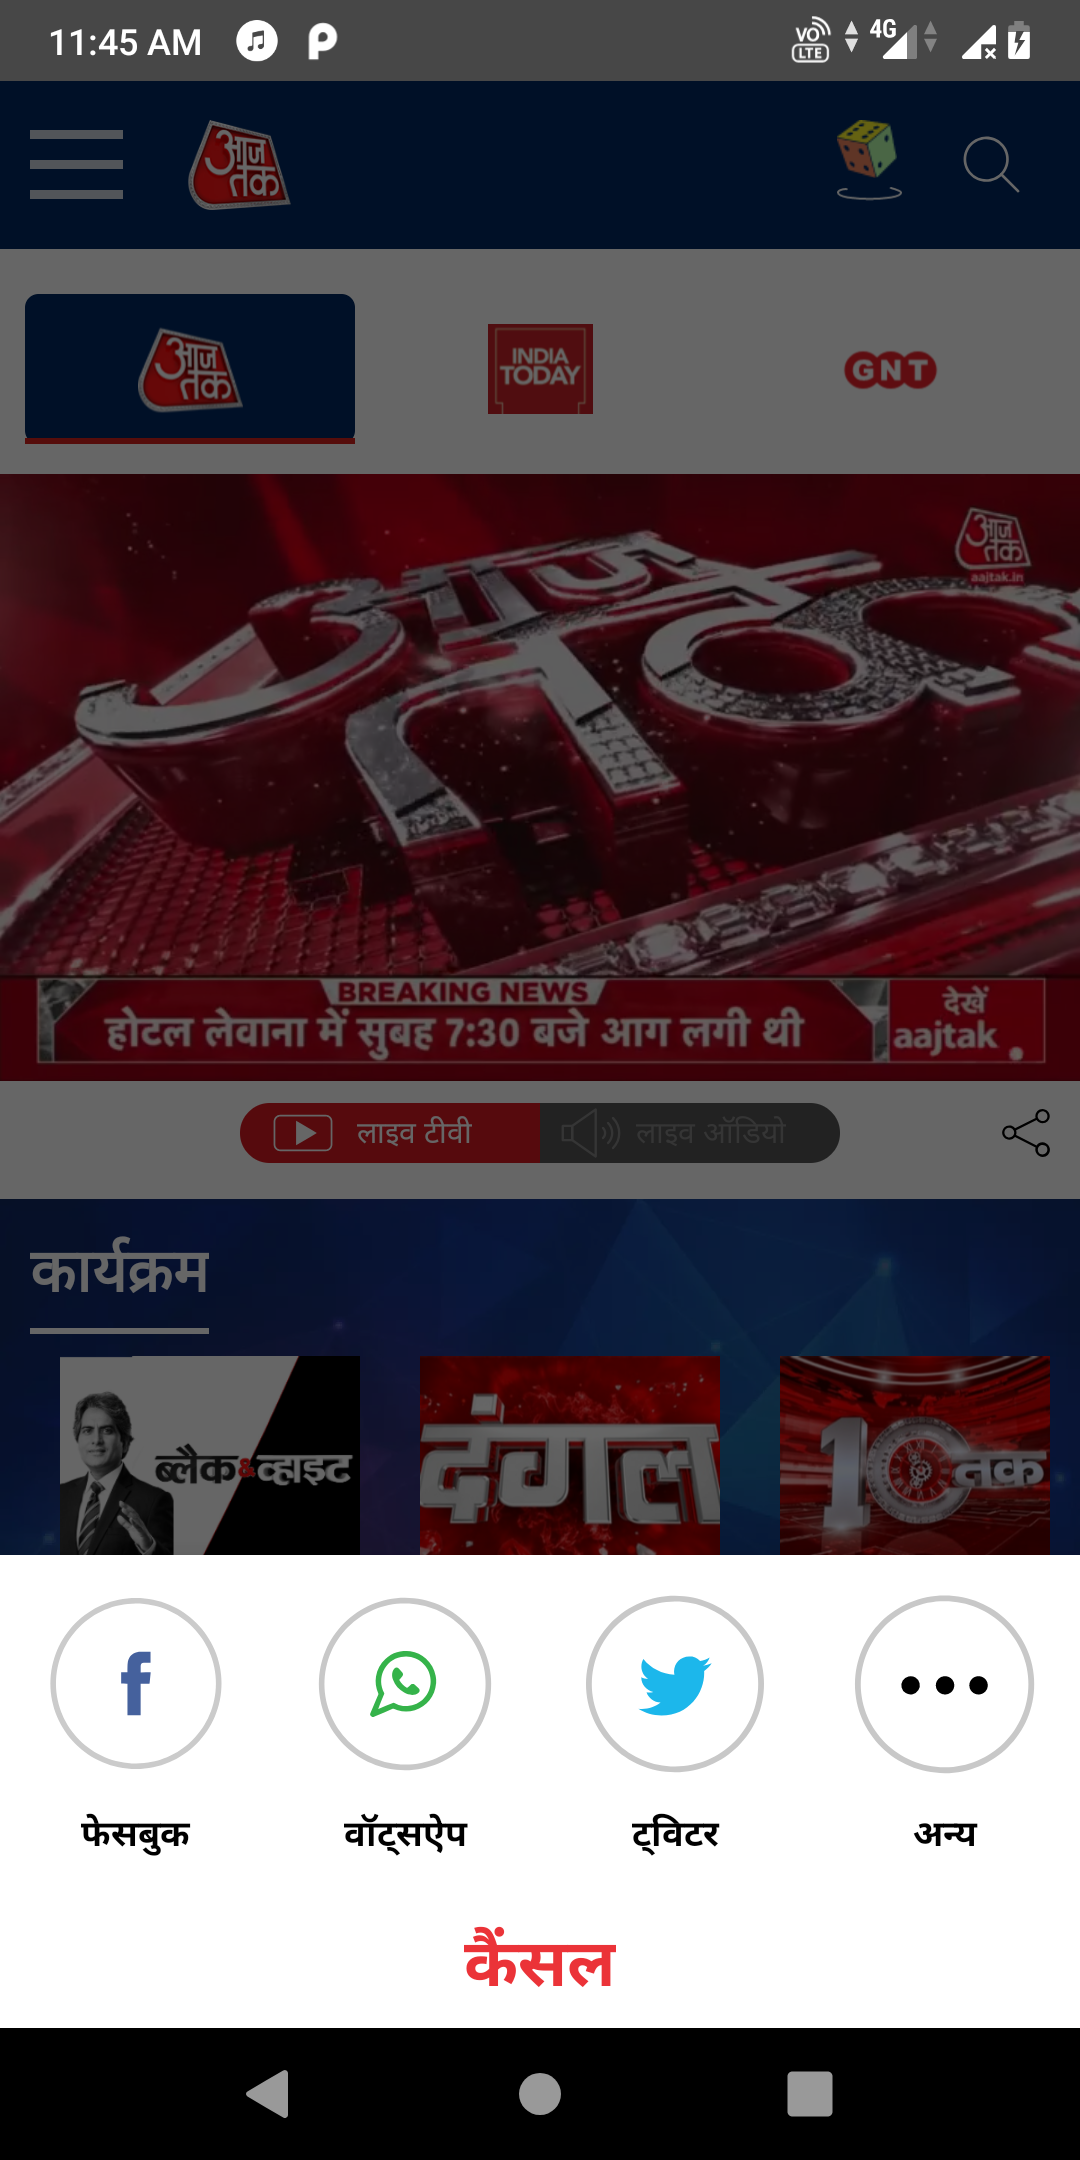 11:45 AM
VO LTE
4G
आज तक
आज तक
INDIA TODAY
GNT
आज तक
आज तक
aajtak.in
BREAKING NEWS
होटल लेवाना में सुबह 7:30 बजे आग लगी थी
देखें
aajtak.
लाइव टीवी
लाइव ऑडियो
कार्यक्रम
ब्लैक & व्हाइट
दंगल
10 तक
फेसबुक
वॉट्सऐप
ट्विटर
अन्य
कैंसल